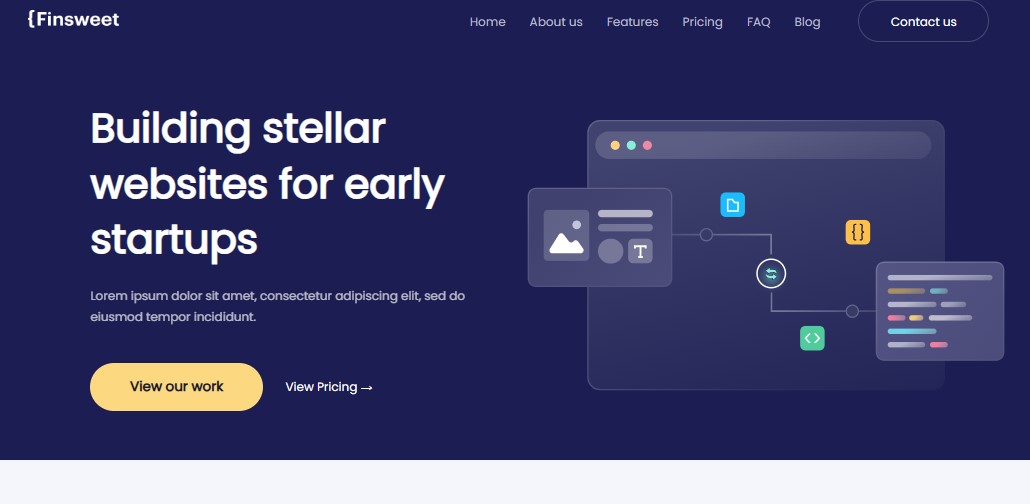 {Finsweet
Home About us Features Pricing FAQ Blog Contact us
Building stellar
websites for early
startups
Lorem ipsum dolor sit amet, consectetur adipiscing elit, sed do
eiusmod tempor incididunt.
View our work View Pricing →
T
{ }
< >